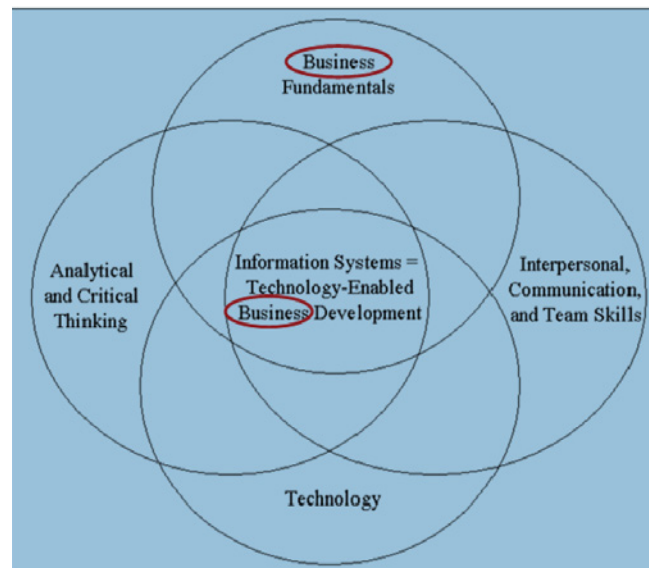 Business
Fundamentals
Analytical
and Critical
Thinking
Information Systems =
Technology-Enabled
Business Development
Interpersonal,
Communication,
and Team Skills
Technology